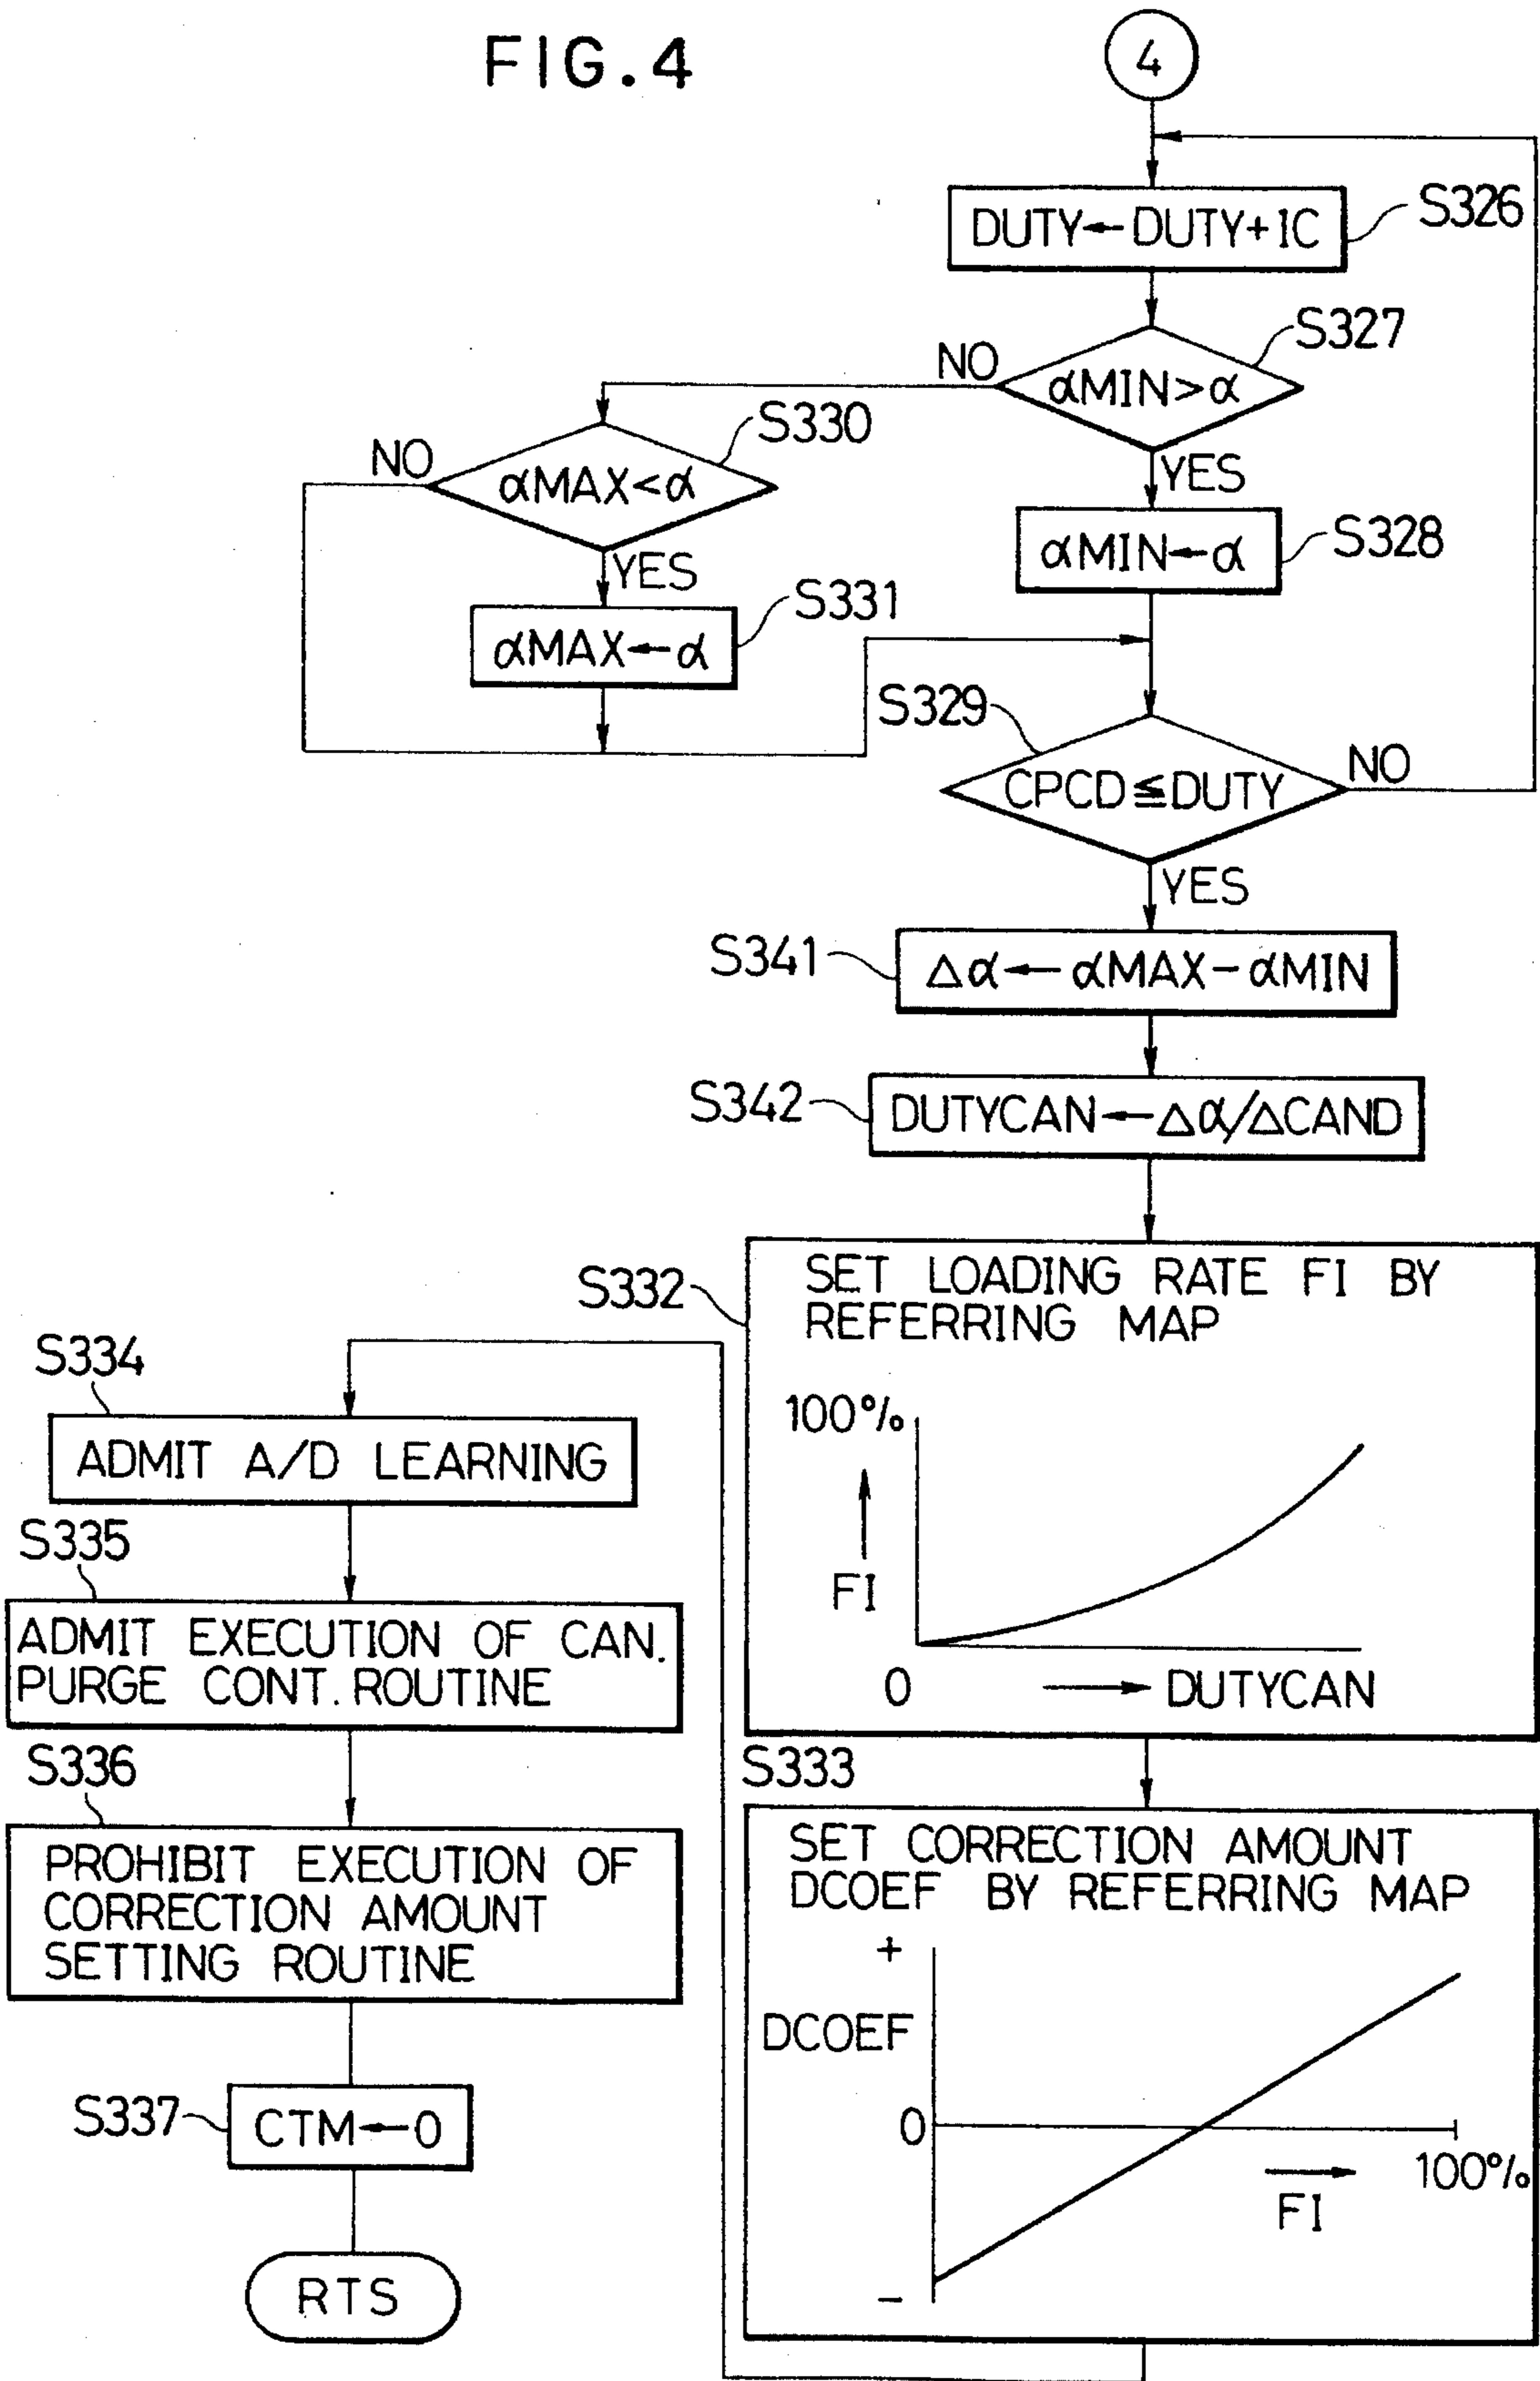 FIG.4
4
DUTY←DUTY+IC
S326
S327
NO
αMIN>α
YES
S330
NO
αMAX<α
YES
αMIN←α
S328
S331
αMAX←α
S329
CPCD≦DUTY
NO
YES
S341
Δα←αMAX-αMIN
S342
DUTYCAN←Δα/ΔCAND
S332
SET LOADING RATE FI BY
REFERRING MAP
100%
FI
0
→ DUTYCAN
S333
SET CORRECTION AMOUNT
DCOEF BY REFERRING MAP
+
DCOEF
0
100%
FI
-
S334
ADMIT A/D LEARNING
S335
ADMIT EXECUTION OF CAN.
PURGE CONT. ROUTINE
S336
PROHIBIT EXECUTION OF
CORRECTION AMOUNT
SETTING ROUTINE
S337
CTM←0
RTS